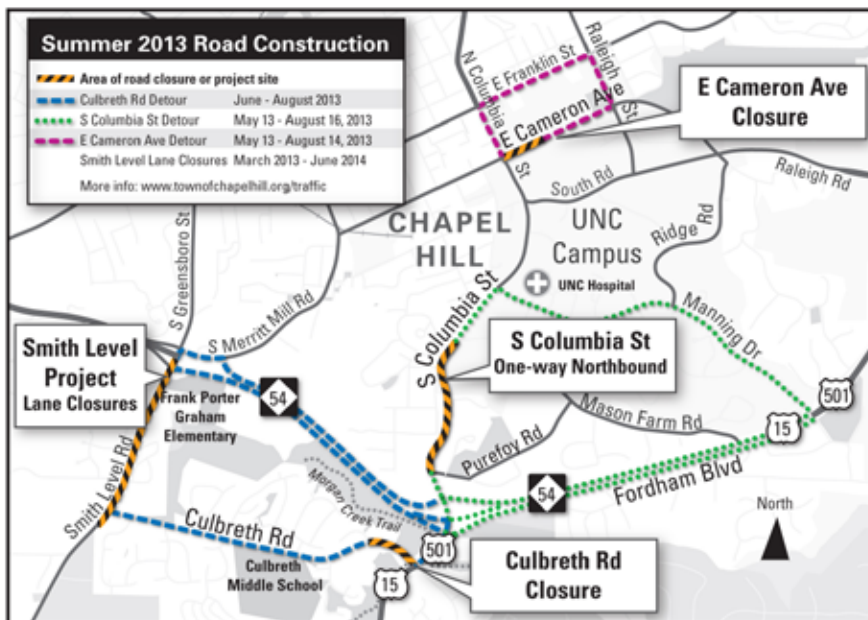 Summer 2013 Road Construction
Area of road closure or project site
Culbreth Rd Detour June - August 2013
S Columbia St Detour May 13 - August 16, 2013
E Cameron Ave Detour May 13 - August 14, 2013
Smith Level Lane Closures March 2013 - June 2014
More info: www.townofchapelhill.org/traffic
N Columbia
St
E Franklin St
Raleigh St
E Cameron Ave
E Cameron Ave
Closure
South Rd
Raleigh Rd
Ridge Rd
CHAPEL
HILL
UNC
Campus
UNC Hospital
S Greensboro St
S Merritt Mill Rd
S Columbia St
Manning Dr
Smith Level
Project
Lane Closures
S Columbia St
One-way Northbound
Frank Porter
Graham
Elementary
54
501
15
Mason Farm Rd
Purefoy Rd
54
Fordham Blvd
Smith Level Rd
Morgan Creek Trail
North
Culbreth Rd
501
Culbreth
Middle School
15
Culbreth Rd
Closure